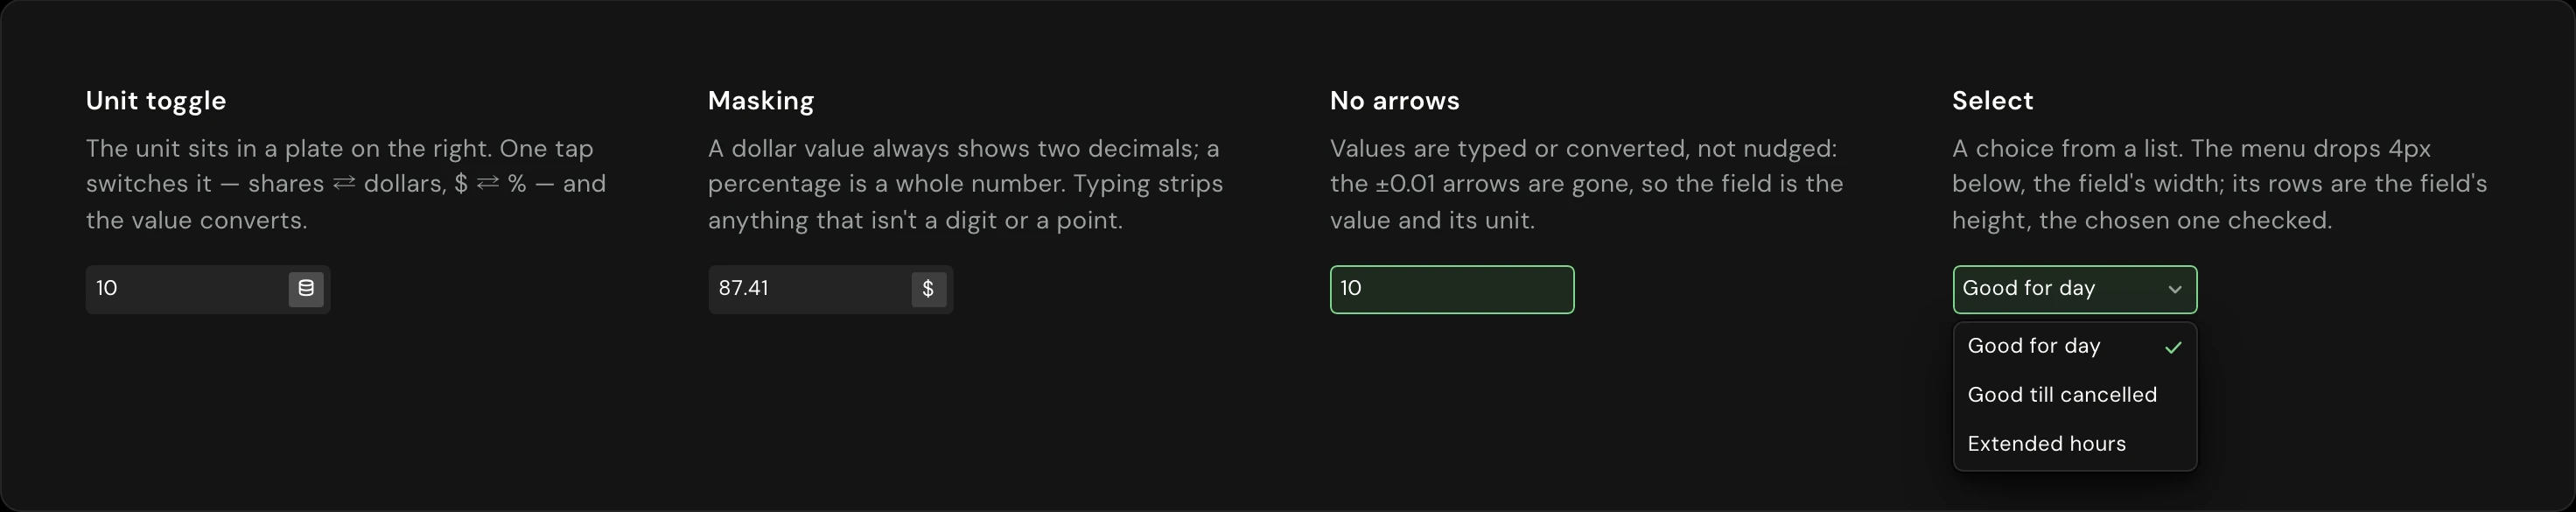 Unit toggle
The unit sits in a plate on the right. One tap
switches it — shares ⇄ dollars, $ ⇄ % — and
the value converts.
10
Masking
A dollar value always shows two decimals; a
percentage is a whole number. Typing strips
anything that isn't a digit or a point.
87.41 $
No arrows
Values are typed or converted, not nudged:
the ±0.01 arrows are gone, so the field is the
value and its unit.
10
Select
A choice from a list. The menu drops 4px
below, the field's width; its rows are the field's
height, the chosen one checked.
Good for day
Good for day
Good till cancelled
Extended hours